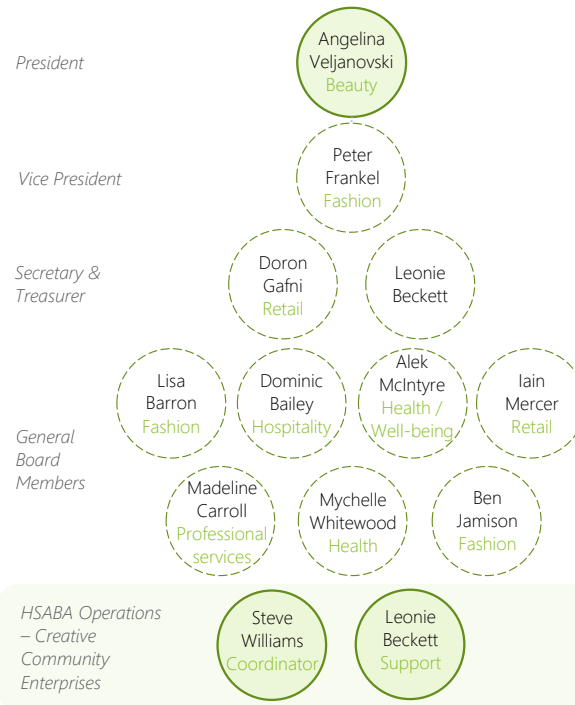 President
Angelina
Veljanovski
Beauty
Vice President
Peter
Frankel
Fashion
Secretary &
Treasurer
Doron
Gafni
Retail
Leonie
Beckett
General
Board
Members
Lisa
Barron
Fashion
Dominic
Bailey
Hospitality
Alek
McIntyre
Health /
Well-being
Iain
Mercer
Retail
Madeline
Carroll
Professional
services
Mychelle
Whitewood
Health
Ben
Jamison
Fashion
HSABA Operations
– Creative
Community
Enterprises
Steve
Williams
Coordinator
Leonie
Beckett
Support